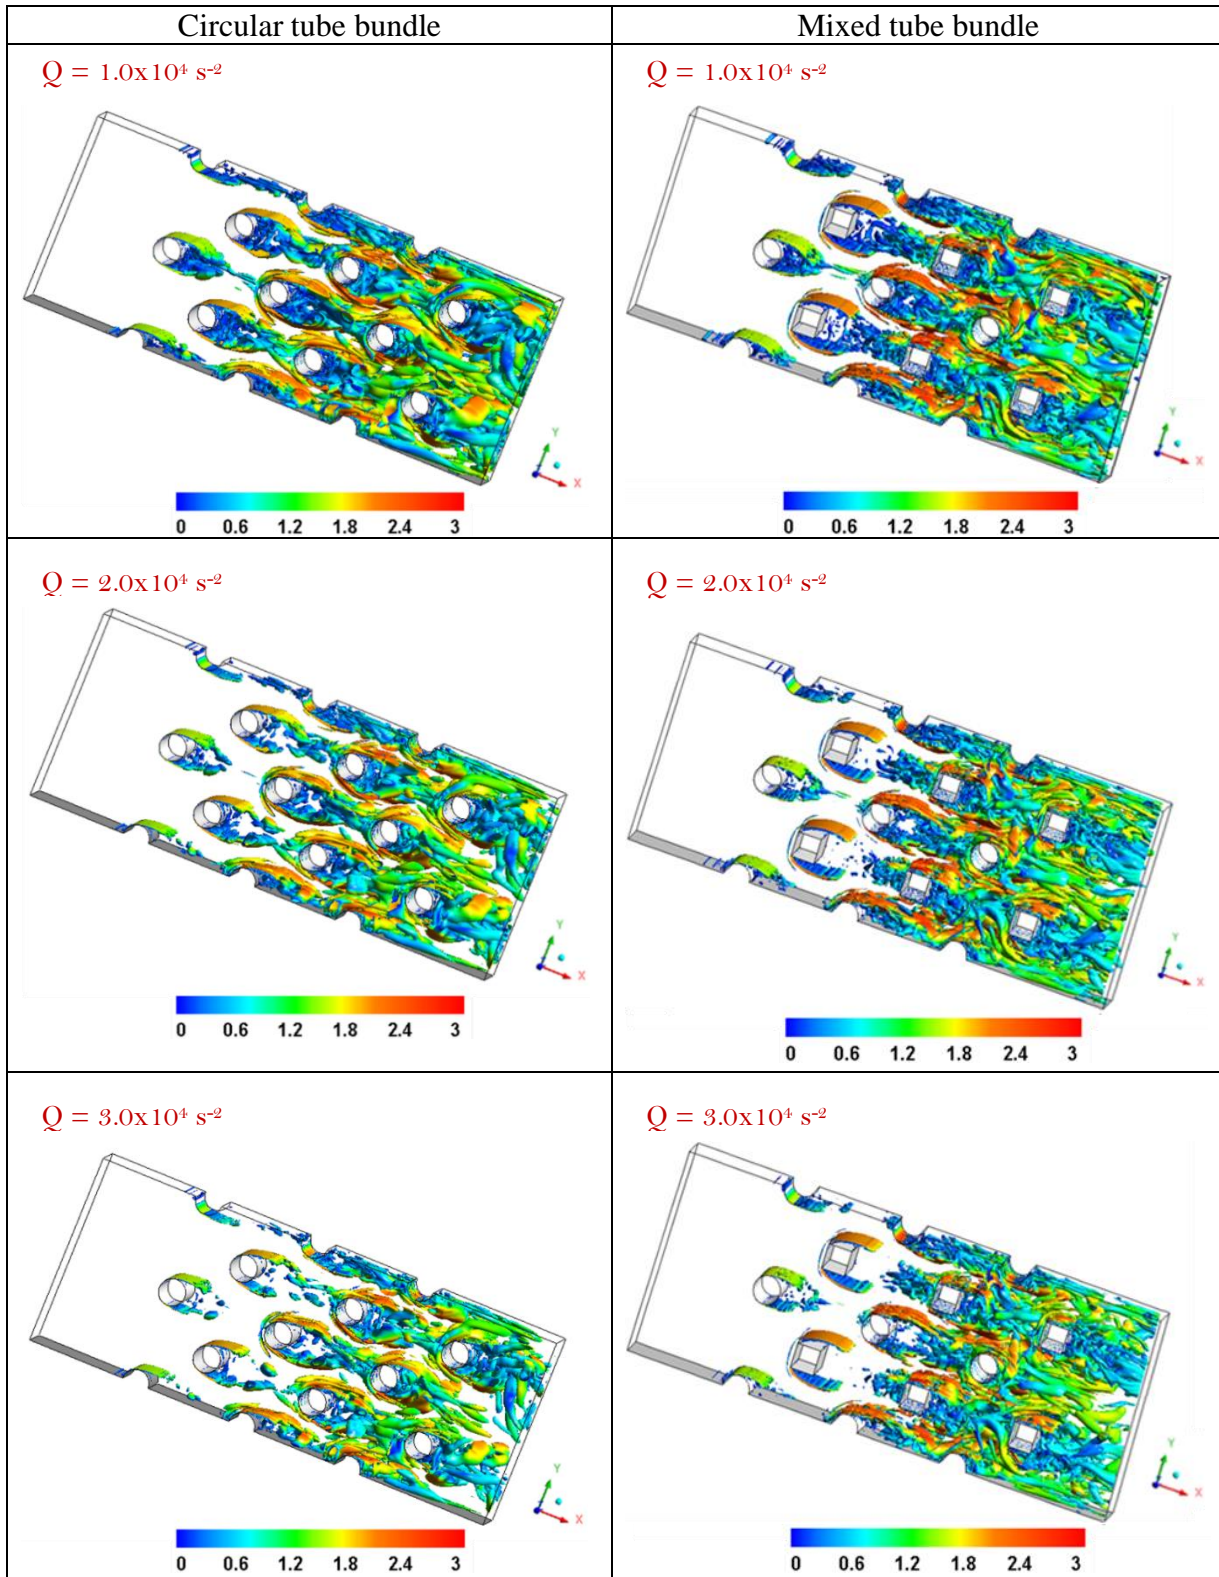 Circular tube bundle
Mixed tube bundle
Q = 1.0x10⁴ s⁻²
Y
X
0 0.6 1.2 1.8 2.4 3
Q = 1.0x10⁴ s⁻²
Y
X
0 0.6 1.2 1.8 2.4 3
Q = 2.0x10⁴ s⁻²
Y
X
0 0.6 1.2 1.8 2.4 3
Q = 2.0x10⁴ s⁻²
Y
X
0 0.6 1.2 1.8 2.4 3
Q = 3.0x10⁴ s⁻²
Y
X
0 0.6 1.2 1.8 2.4 3
Q = 3.0x10⁴ s⁻²
Y
X
0 0.6 1.2 1.8 2.4 3